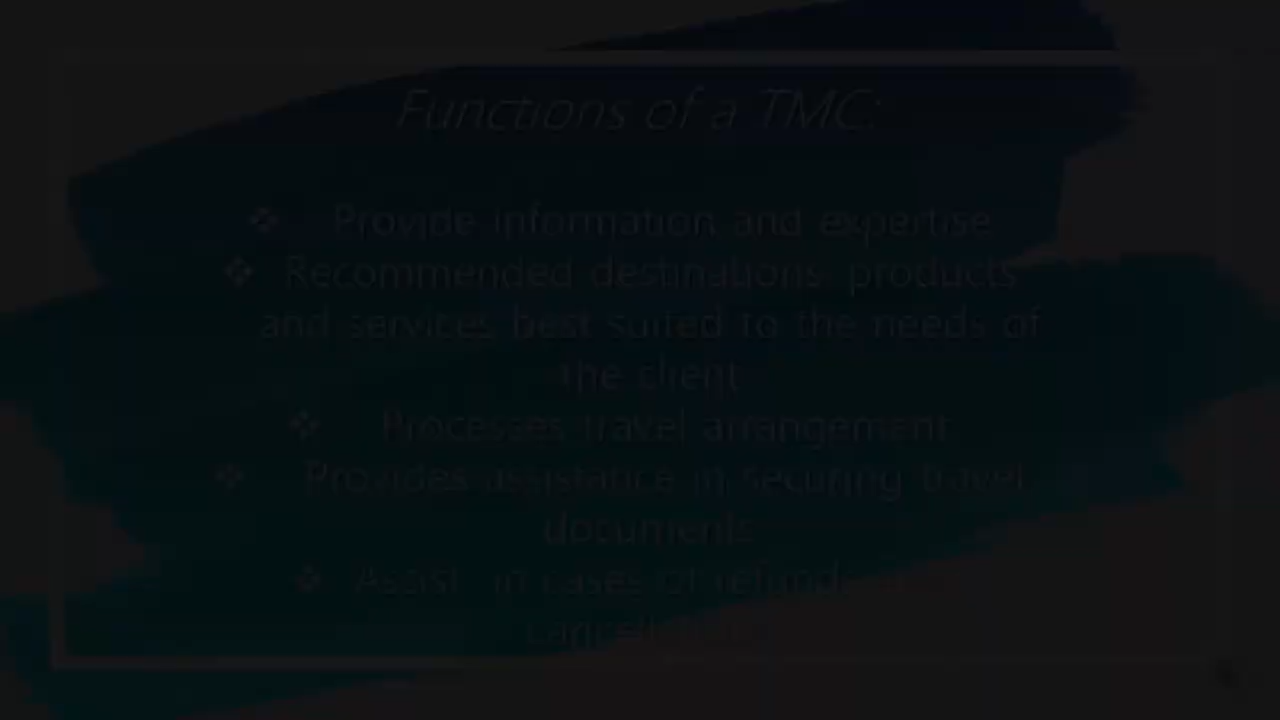 Functions of a TMC:
❖ Provide information and expertise
❖ Recommended destinations, products
and services best suited to the needs of
the client
❖ Processes travel arrangement
❖ Provides assistance in securing travel
documents
❖ Assist in cases of refund,